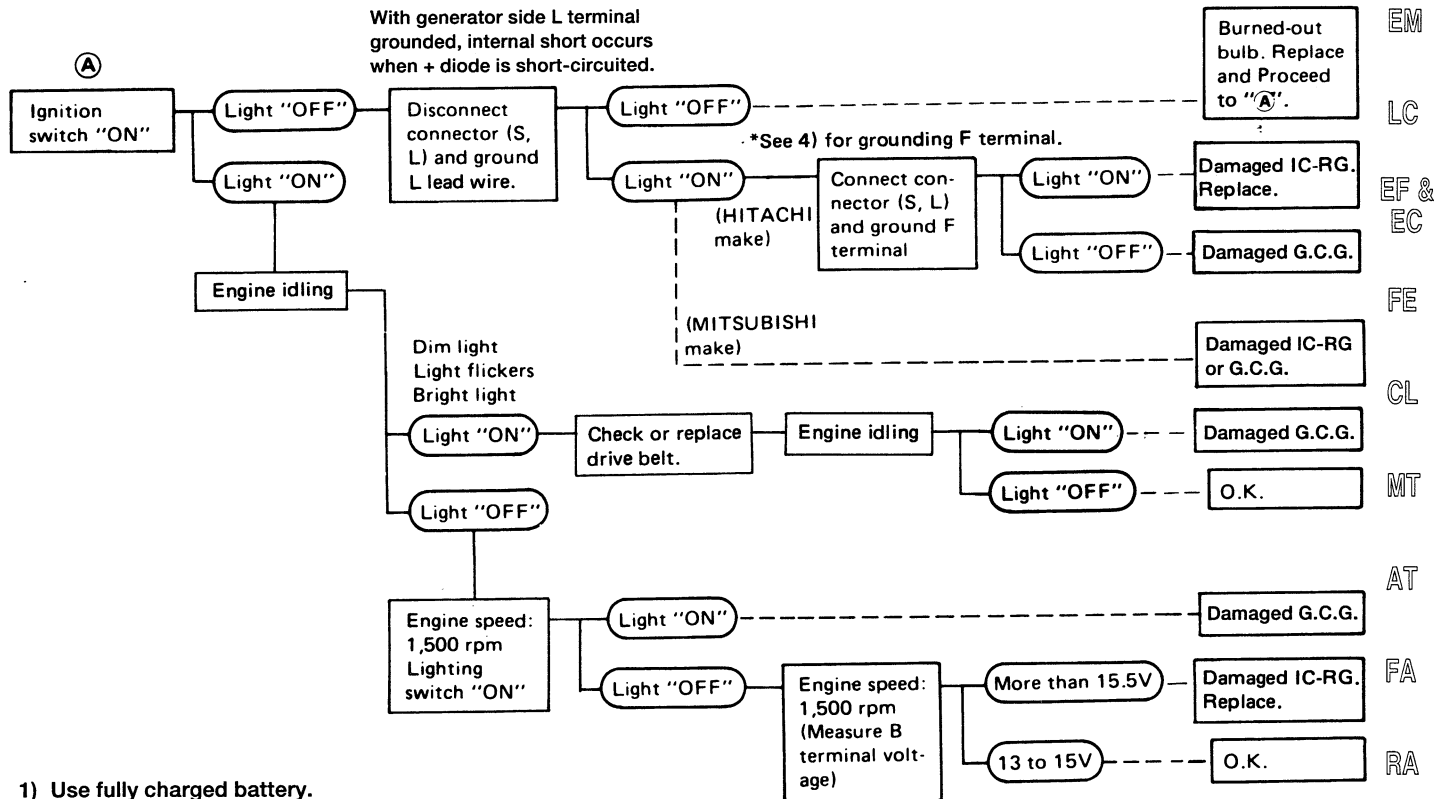 With generator side L terminal
grounded, internal short occurs
when + diode is short-circuited.
Ⓐ
Ignition
switch "ON"
Light "OFF"
Disconnect
connector (S,
L) and ground
L lead wire.
Light "OFF"
Burned-out
bulb. Replace
and Proceed
to "Ⓐ".
Light "ON"
*See 4) for grounding F terminal.
Light "ON"
(HITACHI
make)
Connect con-
nector (S, L)
and ground F
terminal
Light "ON"
Damaged IC-RG.
Replace.
Light "OFF"
Damaged G.C.G.
(MITSUBISHI
make)
Damaged IC-RG
or G.C.G.
Engine idling
Dim light
Light flickers
Bright light
Light "ON"
Check or replace
drive belt.
Engine idling
Light "ON"
Damaged G.C.G.
Light "OFF"
O.K.
Light "OFF"
Engine speed:
1,500 rpm
Lighting
switch "ON"
Light "ON"
Damaged G.C.G.
Light "OFF"
Engine speed:
1,500 rpm
(Measure B
terminal volt-
age)
More than 15.5V
Damaged IC-RG.
Replace.
13 to 15V
O.K.
1) Use fully charged battery.
EM
LC
EF &
EC
FE
CL
MT
AT
FA
RA